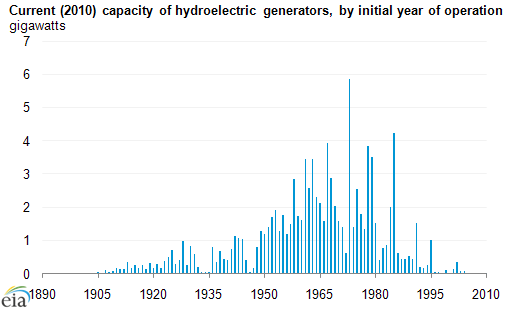 Current (2010) capacity of hydroelectric generators, by initial year of operation
gigawatts
7
6
5
4
3
2
1
0
1890 1905 1920 1935 1950 1965 1980 1995 2010
eia